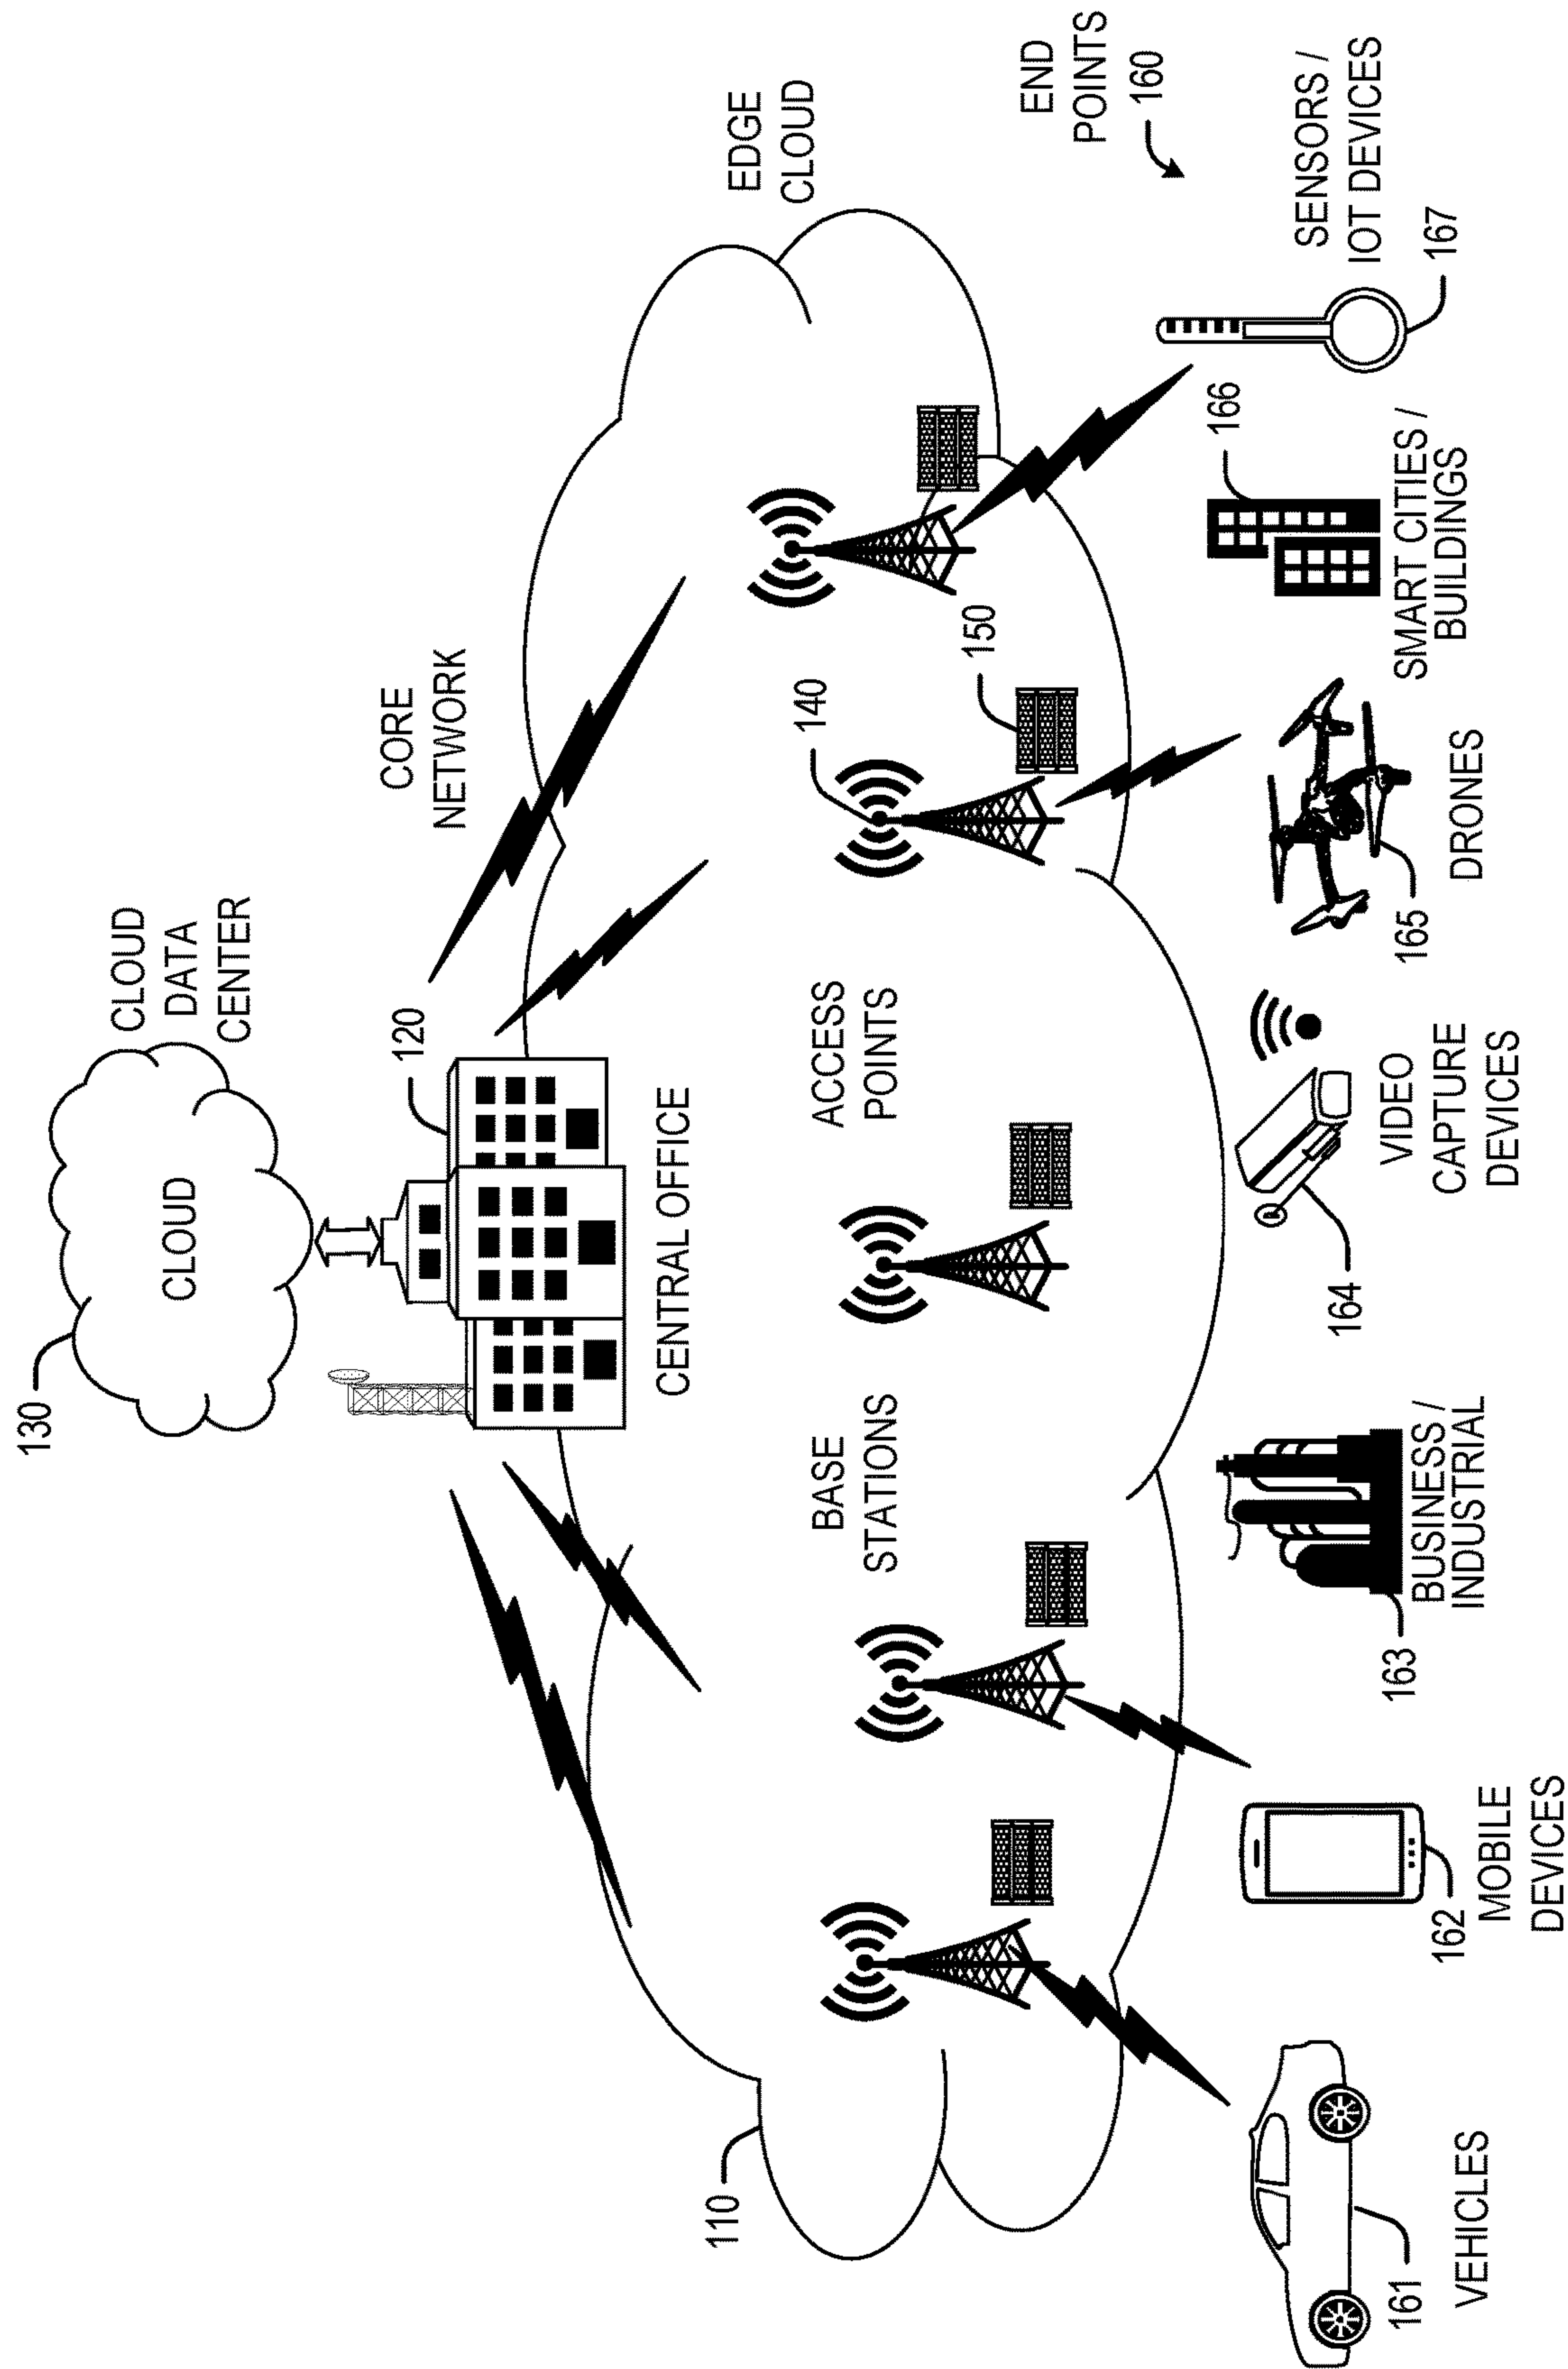 130
CLOUD
CLOUD
DATA
CENTER
120
CORE
NETWORK
CENTRAL OFFICE
EDGE
CLOUD
110
BASE
STATIONS
ACCESS
POINTS
140
150
END
POINTS
160
161
VEHICLES
162
MOBILE
DEVICES
163
BUSINESS /
INDUSTRIAL
164
VIDEO
CAPTURE
DEVICES
165
DRONES
166
SMART CITIES /
BUILDINGS
SENSORS /
IOT DEVICES
167